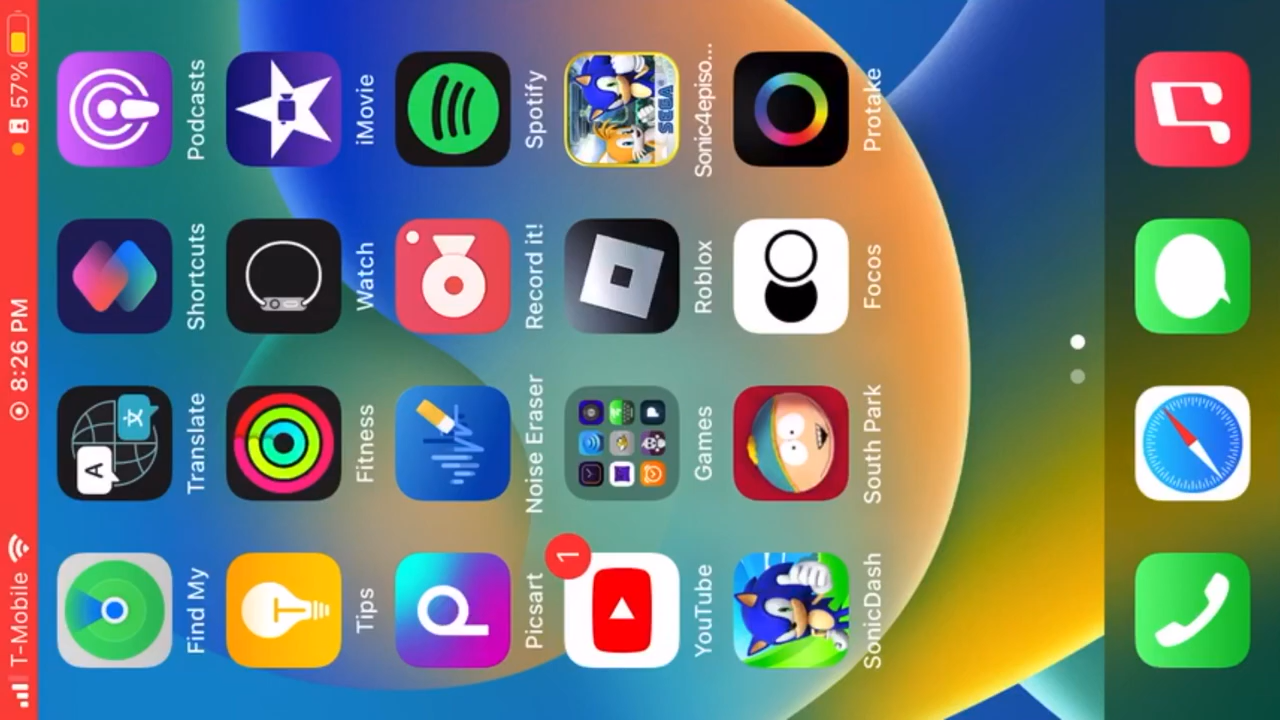 T-Mobile 8:26 PM 57%
Find My Translate Shortcuts Podcasts
Tips Fitness Watch iMovie
Picsart Noise Eraser Record it! Spotify
1
SEGA
YouTube Games Roblox Sonic4episo...
SonicDash South Park Focos Protake